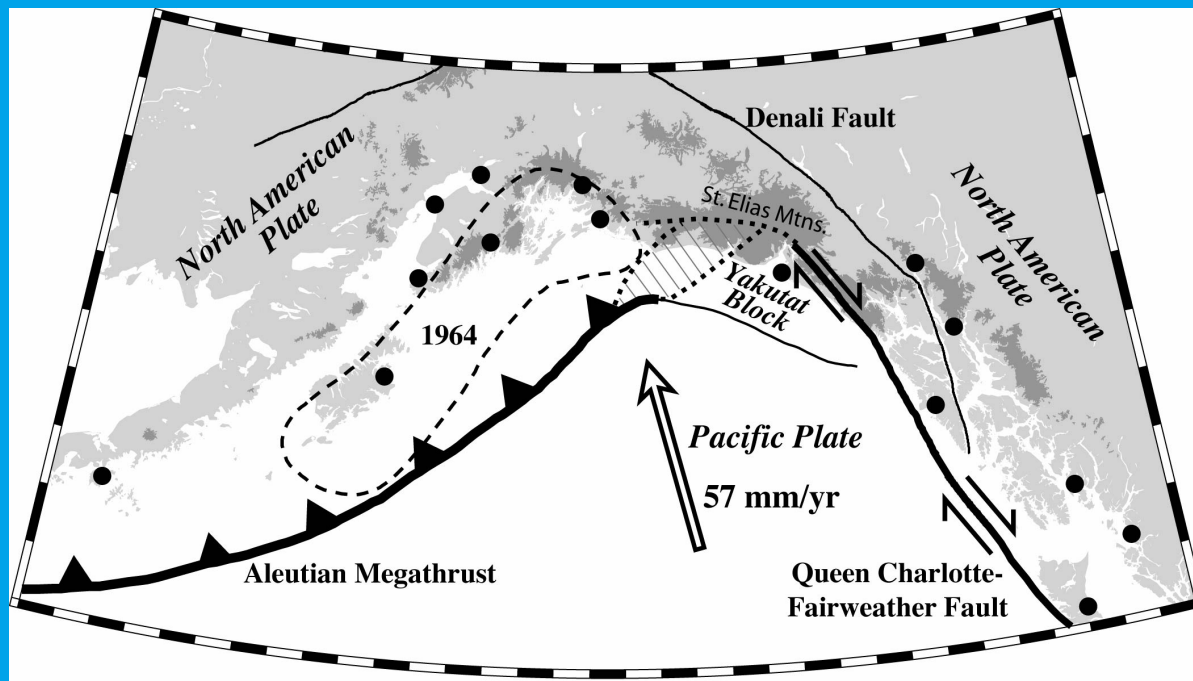 Denali Fault
North American
Plate
St. Elias Mtns.
North American
Plate
Yakutat
Block
1964
Pacific Plate
57 mm/yr
Aleutian Megathrust
Queen Charlotte-
Fairweather Fault